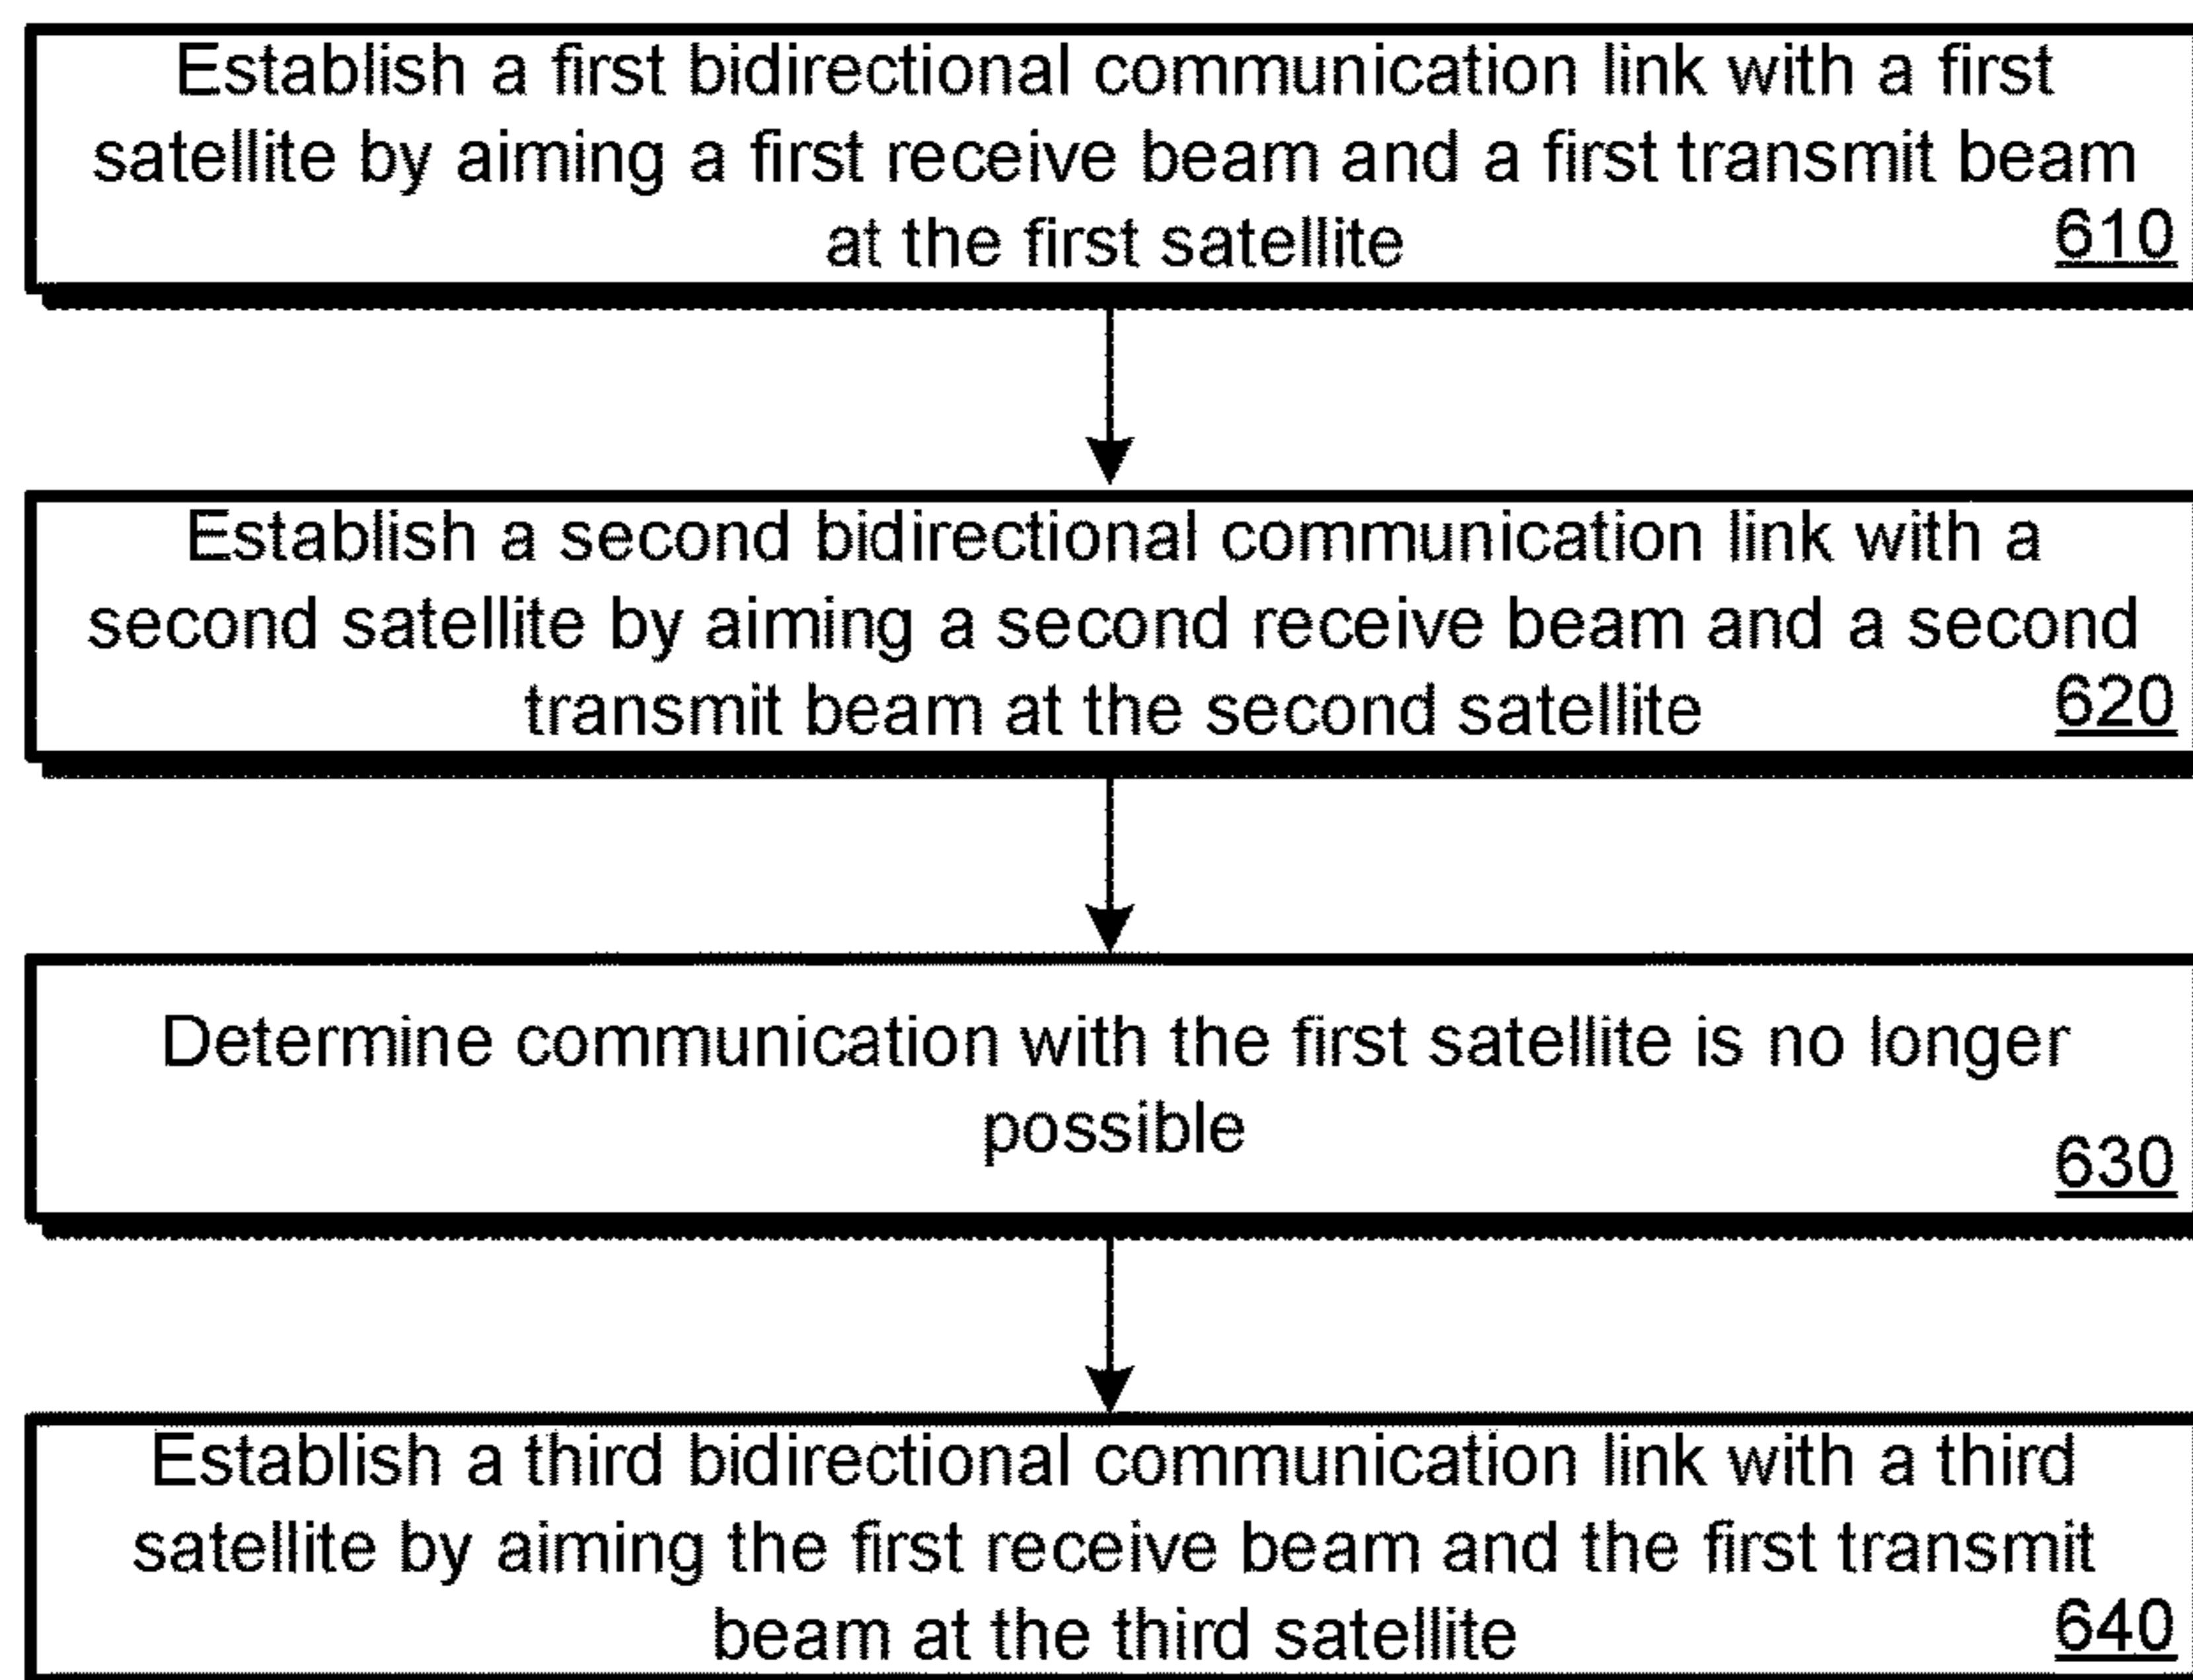 Establish a first bidirectional communication link with a first
satellite by aiming a first receive beam and a first transmit beam
at the first satellite
610
Establish a second bidirectional communication link with a
second satellite by aiming a second receive beam and a second
transmit beam at the second satellite
620
Determine communication with the first satellite is no longer
possible
630
Establish a third bidirectional communication link with a third
satellite by aiming the first receive beam and the first transmit
beam at the third satellite
640